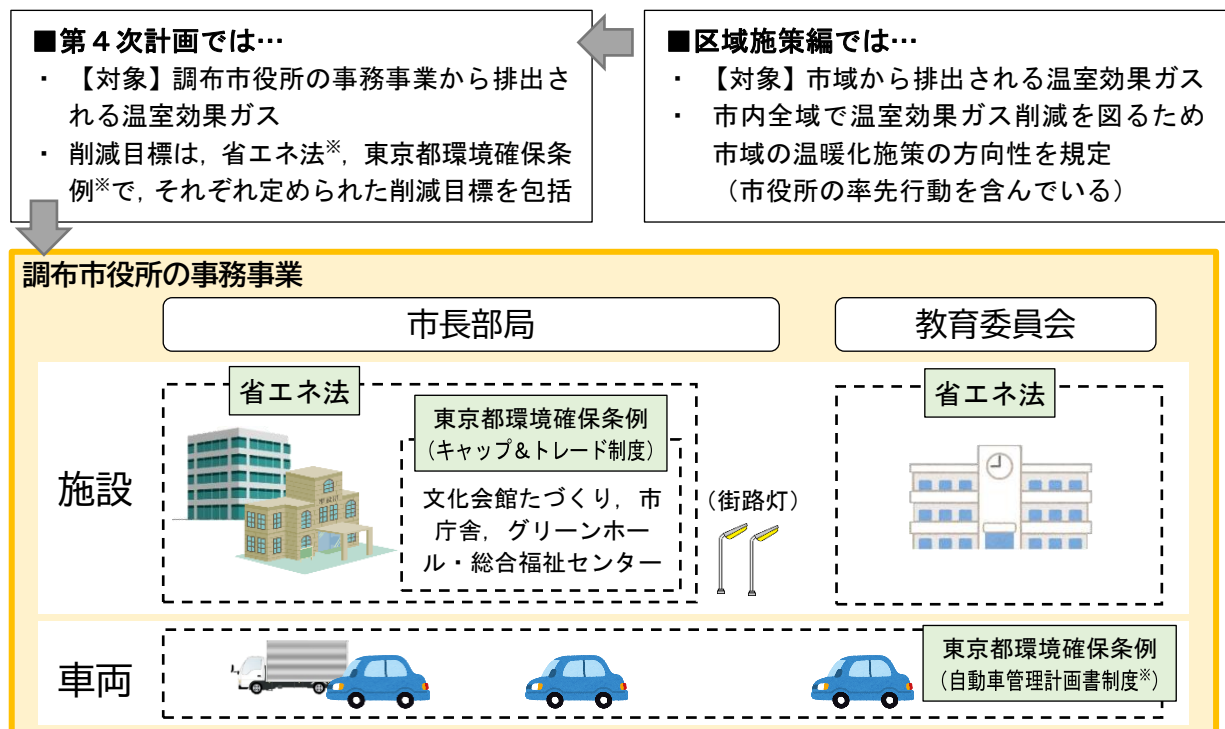 ■第４次計画では…
・ 【対象】調布市役所の事務事業から排出さ
れる温室効果ガス
・ 削減目標は，省エネ法※，東京都環境確保条
例※で，それぞれ定められた削減目標を包括
■区域施策編では…
・ 【対象】市域から排出される温室効果ガス
・ 市内全域で温室効果ガス削減を図るため
市域の温暖化施策の方向性を規定
（市役所の率先行動を含んでいる）
調布市役所の事務事業
市長部局
教育委員会
施設
省エネ法
東京都環境確保条例
（キャップ＆トレード制度）
文化会館たづくり，市
庁舎，グリーンホー
ル・総合福祉センター
（街路灯）
省エネ法
車両
東京都環境確保条例
（自動車管理計画書制度※）